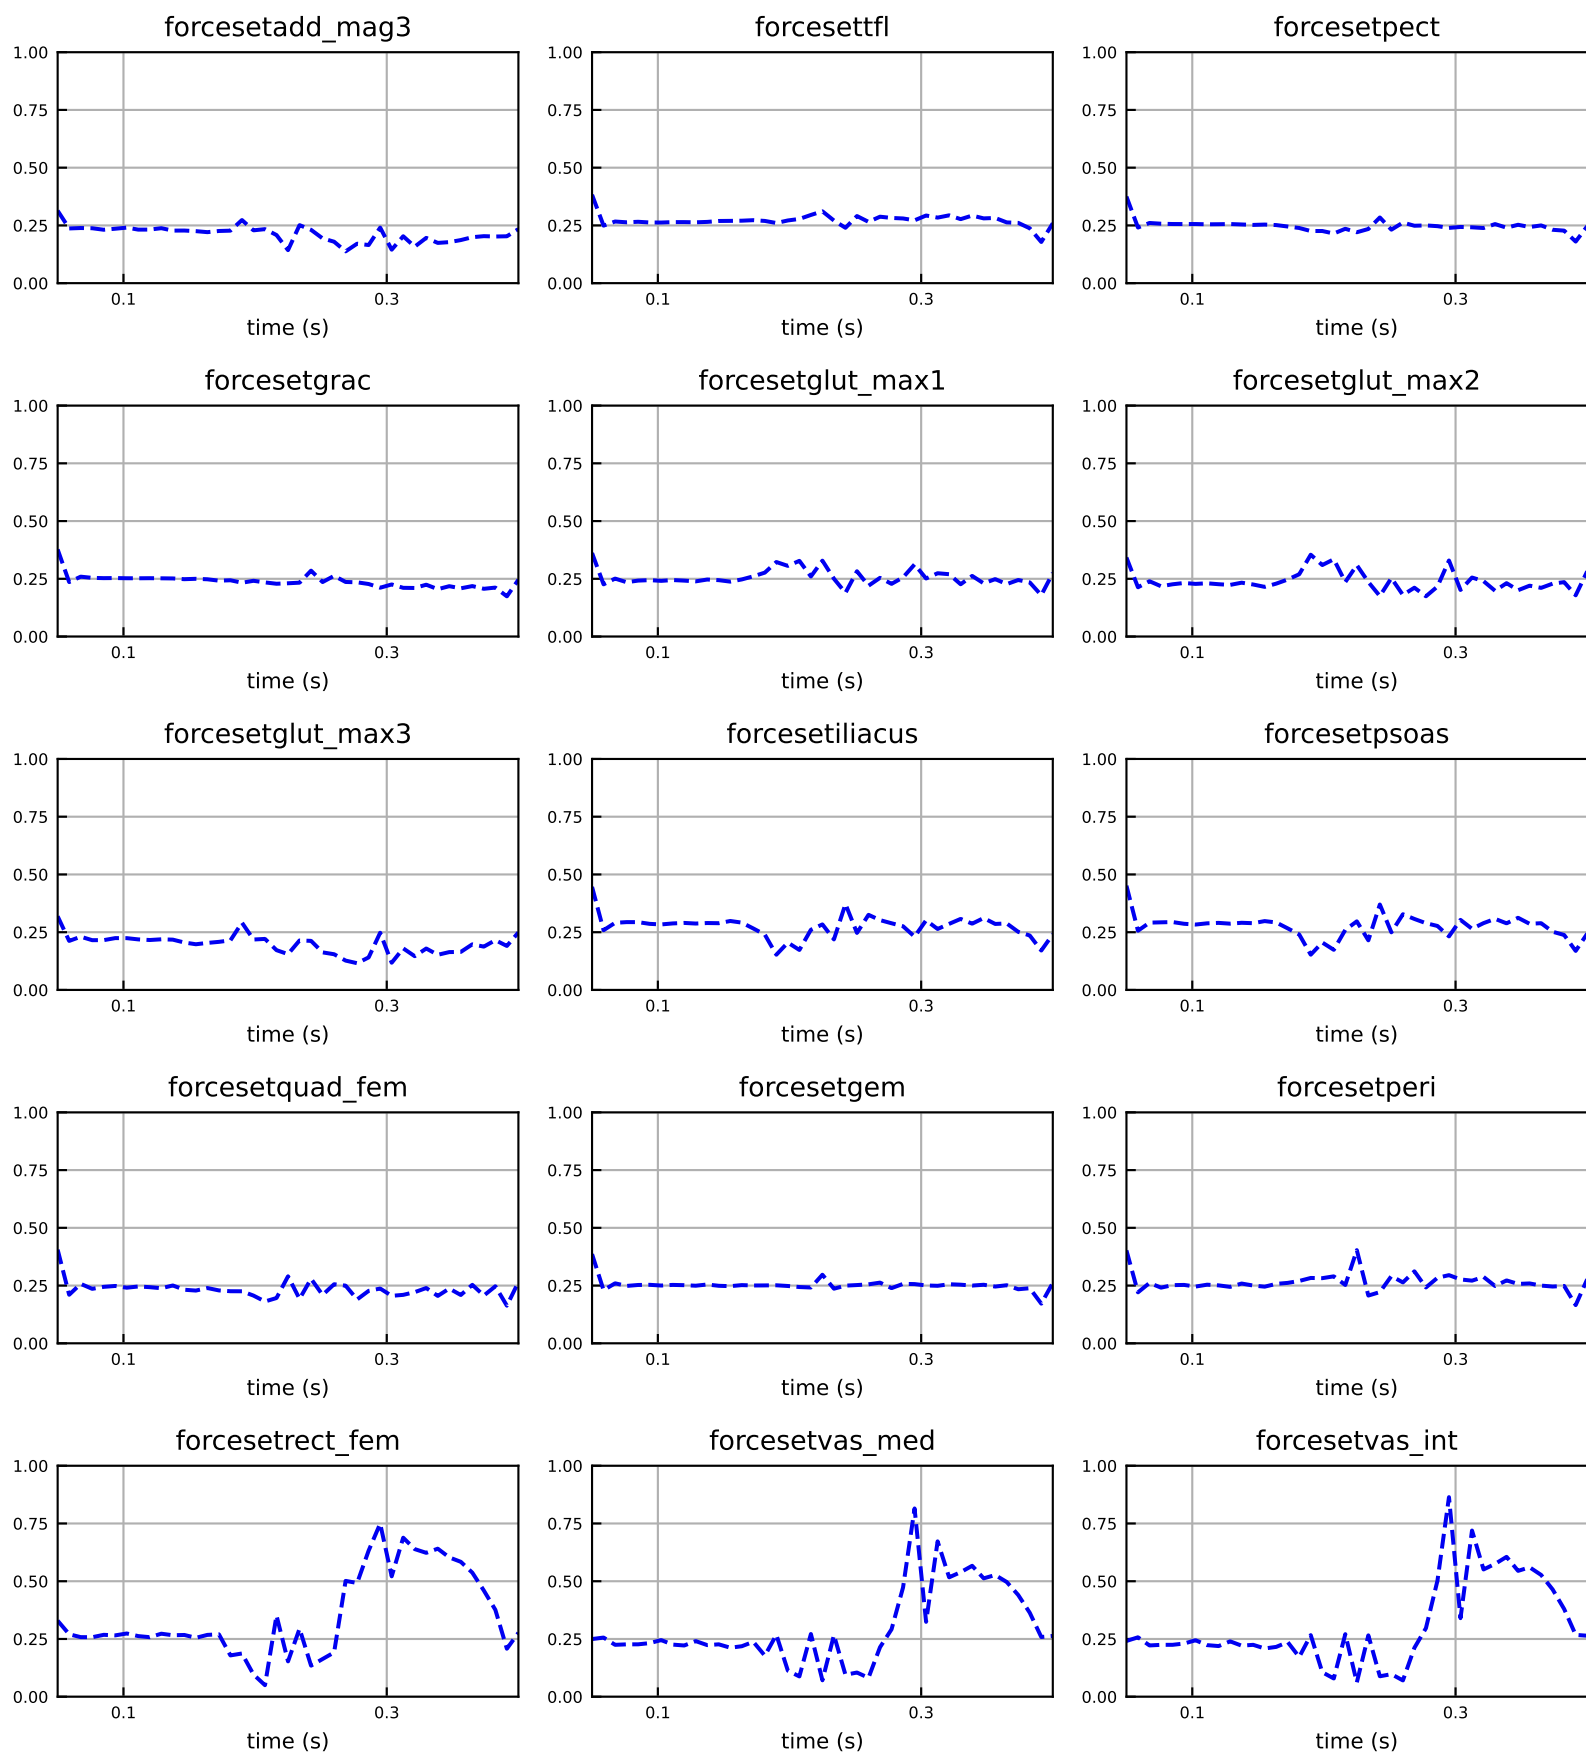 forcesetadd_mag3 forcesettfl forcesetpect
1.00 1.00 1.00
0.75 0.75 0.75
0.50 0.50 0.50
0.25 0.25 0.25
0.00 0.00 0.00
0.1 0.3 0.1 0.3 0.1 0.3
time (s) time (s) time (s)
forcesetgrac forcesetglut_max1 forcesetglut_max2
1.00 1.00 1.00
0.75 0.75 0.75
0.50 0.50 0.50
0.25 0.25 0.25
0.00 0.00 0.00
0.1 0.3 0.1 0.3 0.1 0.3
time (s) time (s) time (s)
forcesetglut_max3 forcesetiliacus forcesetpsoas
1.00 1.00 1.00
0.75 0.75 0.75
0.50 0.50 0.50
0.25 0.25 0.25
0.00 0.00 0.00
0.1 0.3 0.1 0.3 0.1 0.3
time (s) time (s) time (s)
forcesetquad_fem forcesetgem forcesetperi
1.00 1.00 1.00
0.75 0.75 0.75
0.50 0.50 0.50
0.25 0.25 0.25
0.00 0.00 0.00
0.1 0.3 0.1 0.3 0.1 0.3
time (s) time (s) time (s)
forcesetrect_fem forcesetvas_med forcesetvas_int
1.00 1.00 1.00
0.75 0.75 0.75
0.50 0.50 0.50
0.25 0.25 0.25
0.00 0.00 0.00
0.1 0.3 0.1 0.3 0.1 0.3
time (s) time (s) time (s)